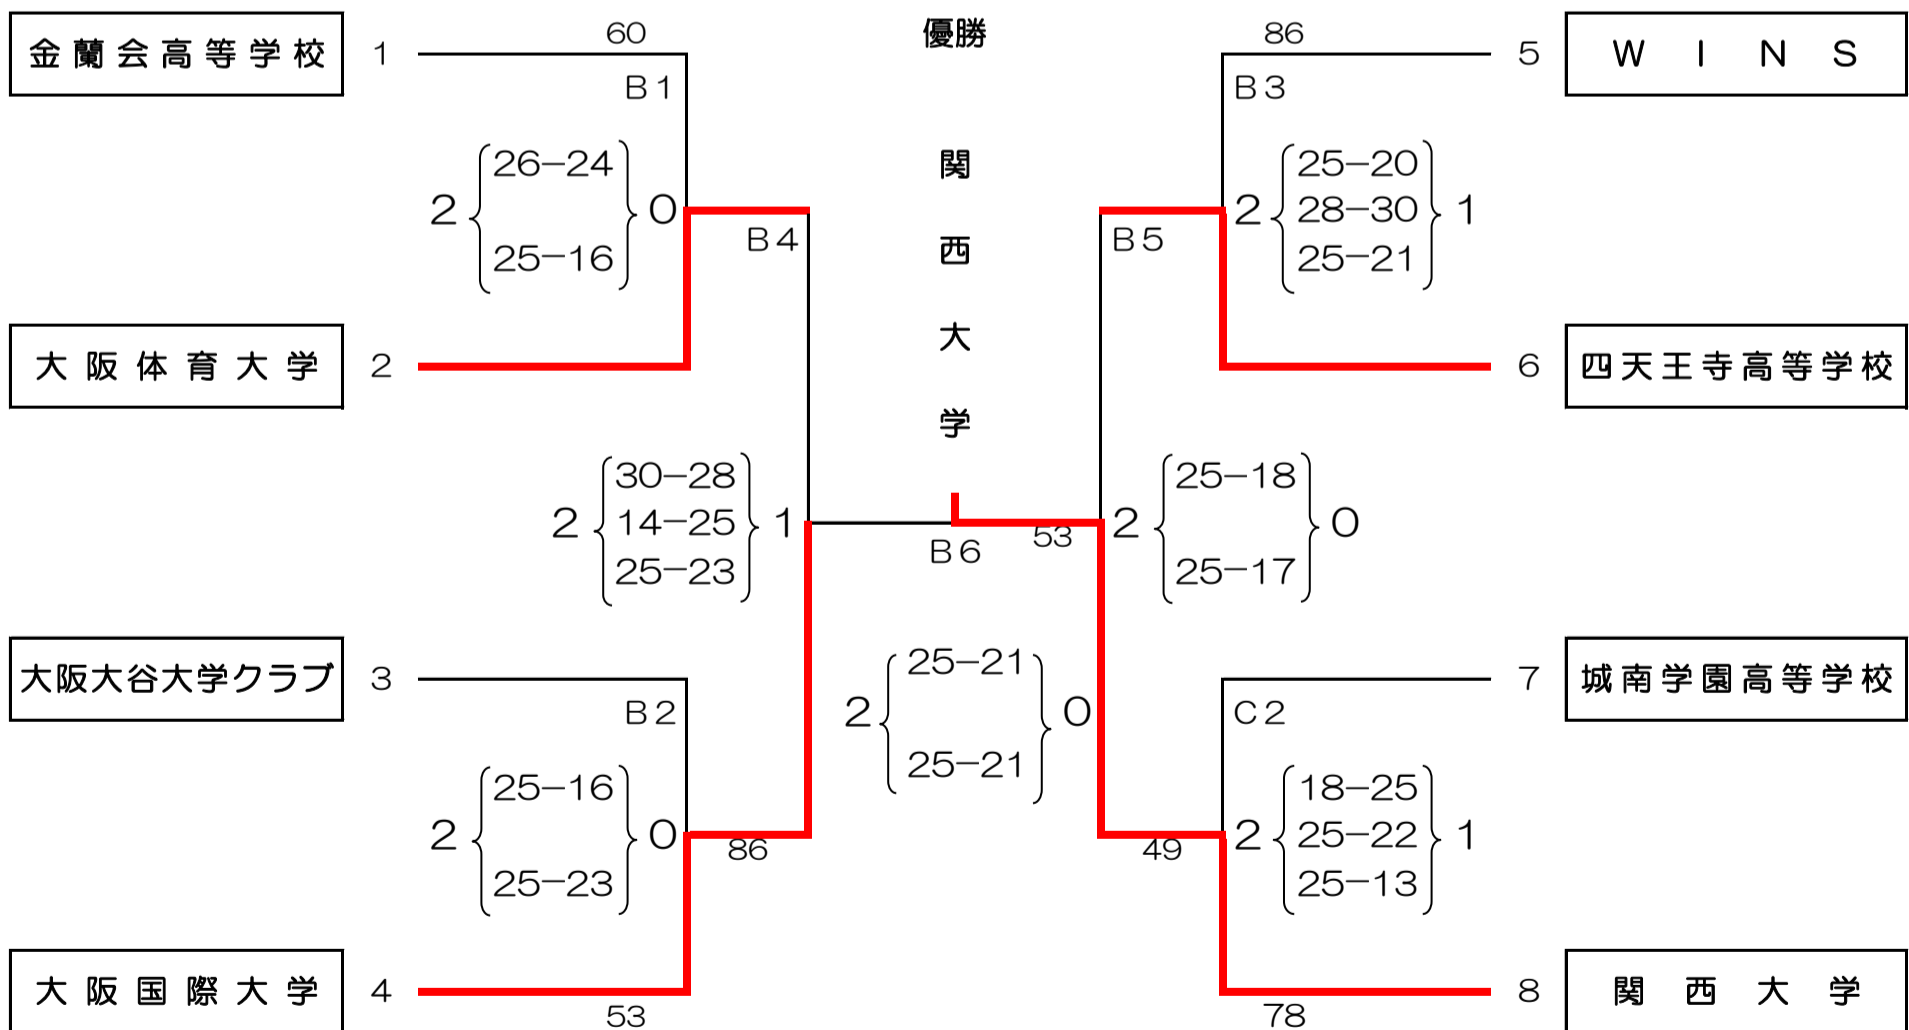 金蘭会高等学校 1 60 優勝 86 5 WINS
B1 B3
2 26-24 0 関 2 25-20 1
25-16 28-30
25-21
B4 西 B5
大阪体育大学 2 大 6 四天王寺高等学校
学
2 30-28 1 2 25-18 0
14-25 25-17
25-23
B6 53
大阪大谷大学クラブ 3 7 城南学園高等学校
B2 C2
2 25-21 0
25-21
2 25-16 0 2 18-25 1
25-23 25-22
25-13
86 49
大阪国際大学 4 8 関西大学
53 78